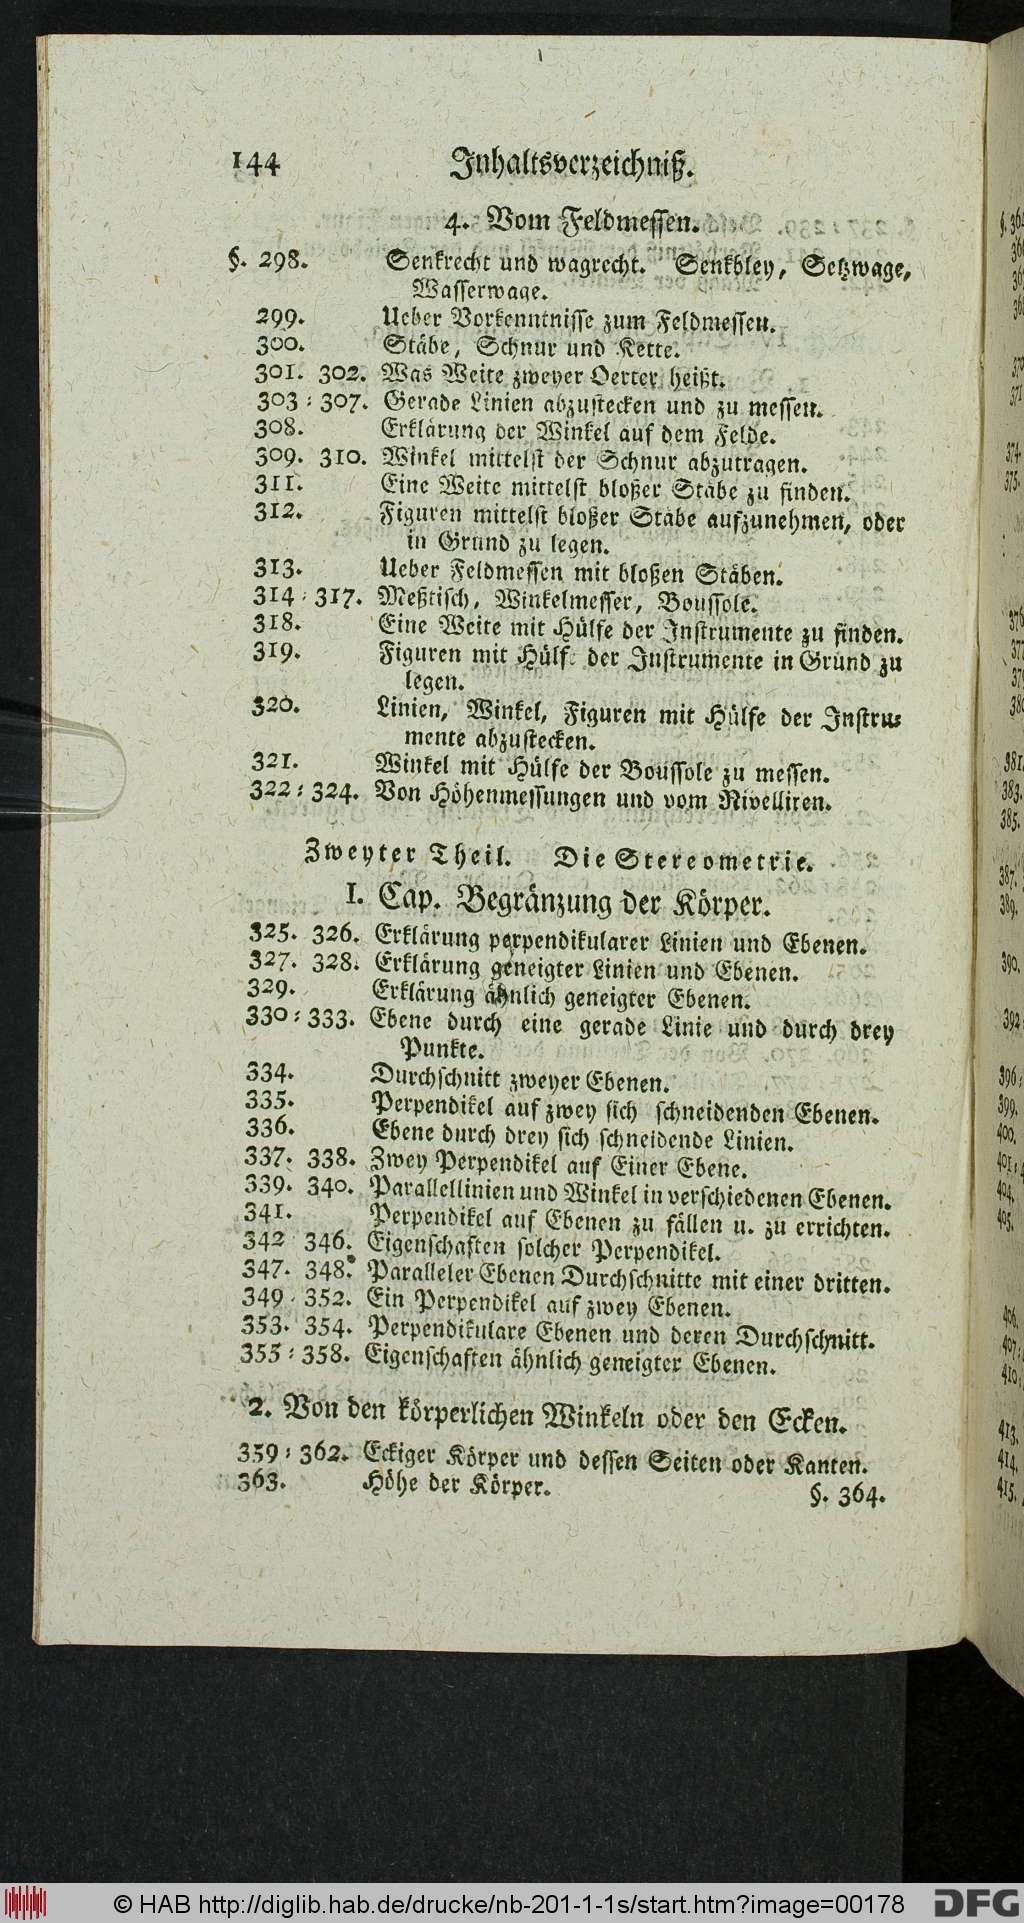 144 Inhaltsverzeichniß.
4. Vom Feldmessen.
§. 298. Senkrecht und wagrecht. Senkbley, Setzwage,
Wasserwage.
299. Ueber Vorkenntnisse zum Feldmessen.
300. Stäbe, Schnur und Kette.
301. 302. Was Weite zweyer Oerter heißt.
303 : 307. Gerade Linien abzustecken und zu messen.
308. Erklärung der Winkel auf dem Felde.
309. 310. Winkel mittelst der Schnur abzutragen.
311. Eine Weite mittelst bloßer Stäbe zu finden.
312. Figuren mittelst bloßer Stäbe aufzunehmen, oder
in Grund zu legen.
313. Ueber Feldmessen mit bloßen Stäben.
314 : 317. Meßtisch, Winkelmesser, Boussole.
318. Eine Weite mit Hülfe der Instrumente zu finden.
319. Figuren mit Hülf. der Instrumente in Grund zu
legen.
320. Linien, Winkel, Figuren mit Hülfe der Instru:
mente abzustecken.
321. Winkel mit Hülfe der Boussole zu messen.
322 : 324. Von Höhenmessungen und vom Nivelliren.
Zweyter Theil. Die Stereometrie.
1. Cap. Begränzung der Körper.
325. 326. Erklärung perpendikularer Linien und Ebenen.
327. 328. Erklärung geneigter Linien und Ebenen.
329. Erklärung ähnlich geneigter Ebenen.
330 : 333. Ebene durch eine gerade Linie und durch drey
Punkte.
334. Durchschnitt zweyer Ebenen.
335. Perpendikel auf zwey sich schneidenden Ebenen.
336. Ebene durch drey sich schneidende Linien.
337. 338. Zwey Perpendikel auf Einer Ebene.
339. 340. Parallellinien und Winkel in verschiedenen Ebenen.
341. Perpendikel auf Ebenen zu fällen u. zu errichten.
342 346. Eigenschaften solcher Perpendikel.
347. 348. Paralleler Ebenen Durchschnitte mit einer dritten.
349 : 352. Ein Perpendikel auf zwey Ebenen.
353. 354. Perpendikulare Ebenen und deren Durchschnitt.
355 : 358. Eigenschaften ähnlich geneigter Ebenen.
2. Von den körperlichen Winkeln oder den Ecken.
359 : 362. Eckiger Körper und dessen Seiten oder Kanten.
363. Höhe der Körper.
§. 364.
© HAB http://diglib.hab.de/drucke/nb-201-1-1s/start.htm?image=00178
DFG